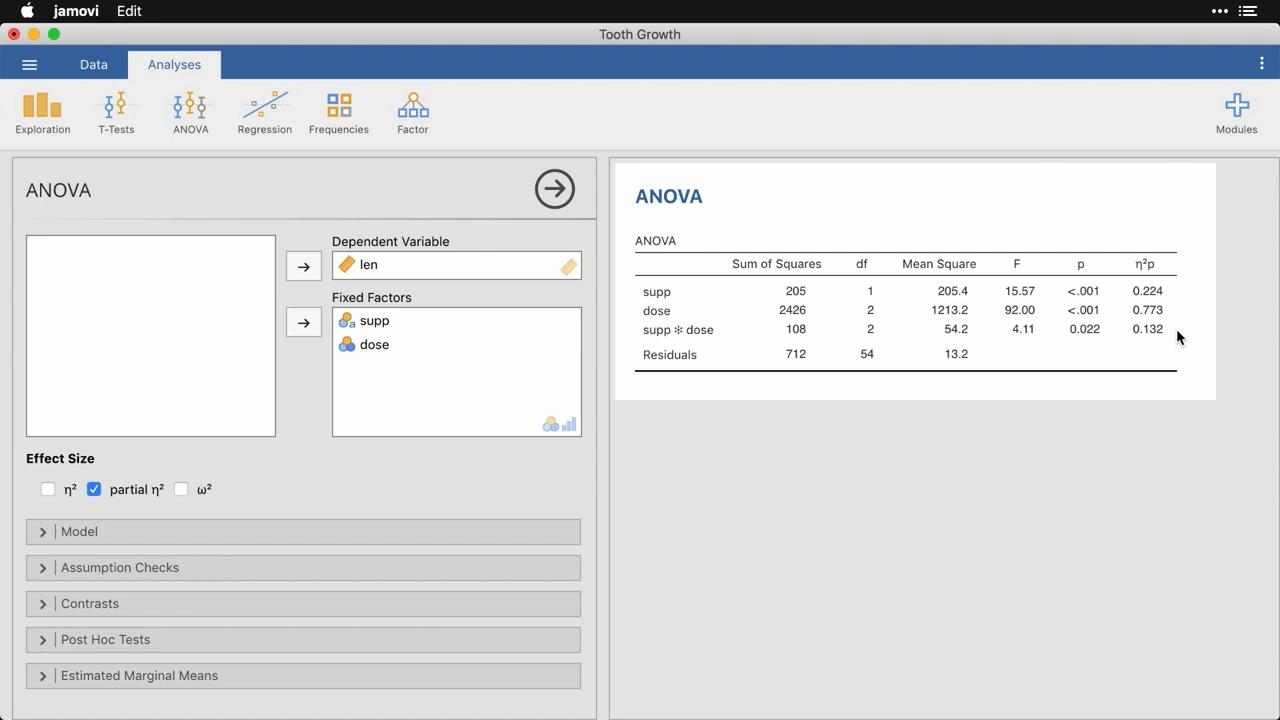 jamovi Edit
Tooth Growth
Data Analyses
Exploration T-Tests ANOVA Regression Frequencies Factor Modules
ANOVA
Dependent Variable
len
Fixed Factors
a supp
dose
Effect Size
η² partial η² ω²
Model
Assumption Checks
Contrasts
Post Hoc Tests
Estimated Marginal Means
ANOVA
ANOVA
Sum of Squares df Mean Square F p η²p
supp 205 1 205.4 15.57 <.001 0.224
dose 2426 2 1213.2 92.00 <.001 0.773
supp ✻ dose 108 2 54.2 4.11 0.022 0.132
Residuals 712 54 13.2